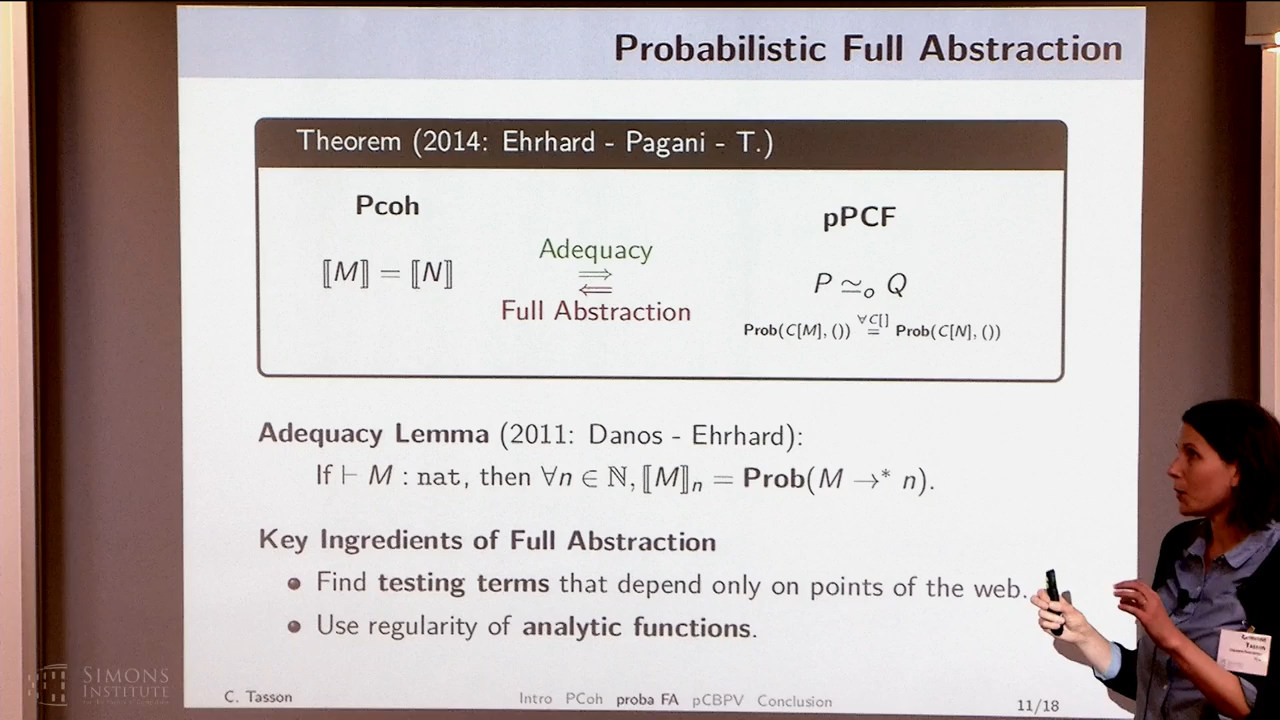 Probabilistic Full Abstraction
Theorem (2014: Ehrhard - Pagani - T.)
Pcoh
pPCF
⟦M⟧ = ⟦N⟧
Adequacy
⟹
⟸
Full Abstraction
P ≃ₒ Q
Prob(C[M], ()) ∀C[] = Prob(C[N], ())
Adequacy Lemma (2011: Danos - Ehrhard):
If ⊢ M : nat, then ∀n ∈ ℕ, ⟦M⟧ₙ = Prob(M →* n).
Key Ingredients of Full Abstraction
• Find testing terms that depend only on points of the web.
• Use regularity of analytic functions.
C. Tasson
Intro PCoh proba FA pCBPV Conclusion
11/18
SIMONS
INSTITUTE
TASSON